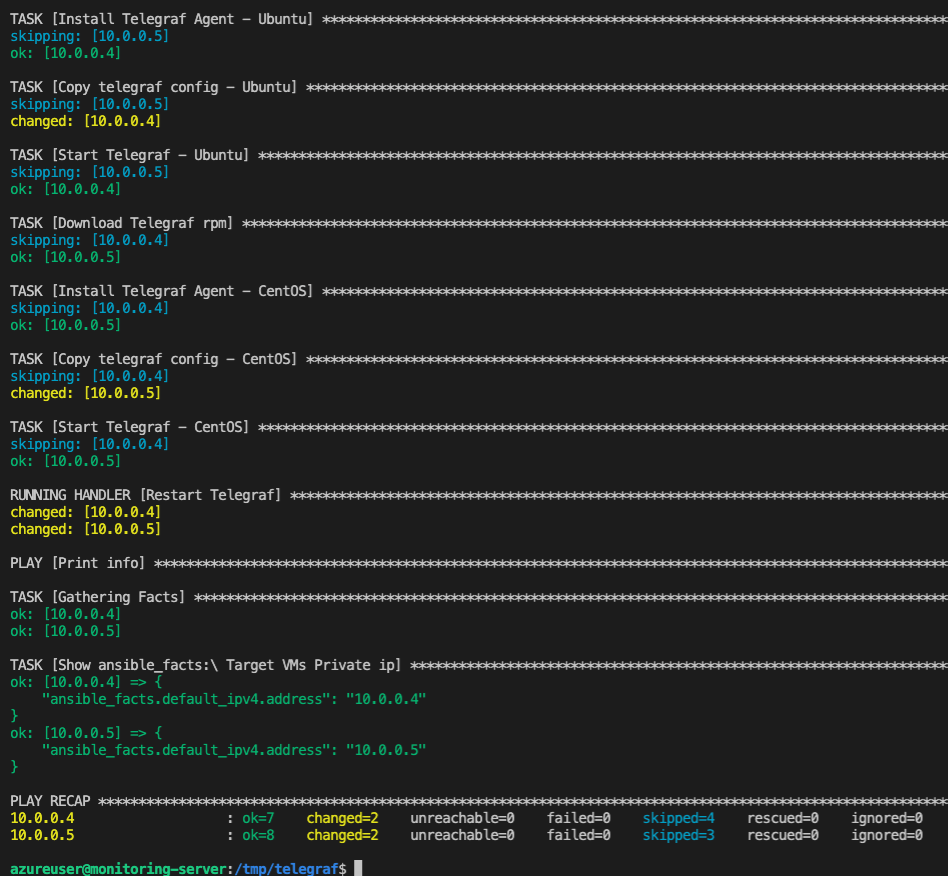 TASK [Install Telegraf Agent – Ubuntu] ******************************************************************************
skipping: [10.0.0.5]
ok: [10.0.0.4]
TASK [Copy telegraf config – Ubuntu] ********************************************************************************
skipping: [10.0.0.5]
changed: [10.0.0.4]
TASK [Start Telegraf – Ubuntu] **************************************************************************************
skipping: [10.0.0.5]
ok: [10.0.0.4]
TASK [Download Telegraf rpm] ****************************************************************************************
skipping: [10.0.0.4]
ok: [10.0.0.5]
TASK [Install Telegraf Agent – CentOS] ******************************************************************************
skipping: [10.0.0.4]
ok: [10.0.0.5]
TASK [Copy telegraf config – CentOS] ********************************************************************************
skipping: [10.0.0.4]
changed: [10.0.0.5]
TASK [Start Telegraf – CentOS] **************************************************************************************
skipping: [10.0.0.4]
ok: [10.0.0.5]
RUNNING HANDLER [Restart Telegraf] **********************************************************************************
changed: [10.0.0.4]
changed: [10.0.0.5]
PLAY [Print info] ***************************************************************************************************
TASK [Gathering Facts] **********************************************************************************************
ok: [10.0.0.4]
ok: [10.0.0.5]
TASK [Show ansible_facts:\ Target VMs Private ip] *******************************************************************
ok: [10.0.0.4] => {
    "ansible_facts.default_ipv4.address": "10.0.0.4"
}
ok: [10.0.0.5] => {
    "ansible_facts.default_ipv4.address": "10.0.0.5"
}
PLAY RECAP **********************************************************************************************************
10.0.0.4                   : ok=7    changed=2    unreachable=0    failed=0    skipped=4    rescued=0    ignored=0
10.0.0.5                   : ok=8    changed=2    unreachable=0    failed=0    skipped=3    rescued=0    ignored=0
azureuser@monitoring-server:/tmp/telegraf$